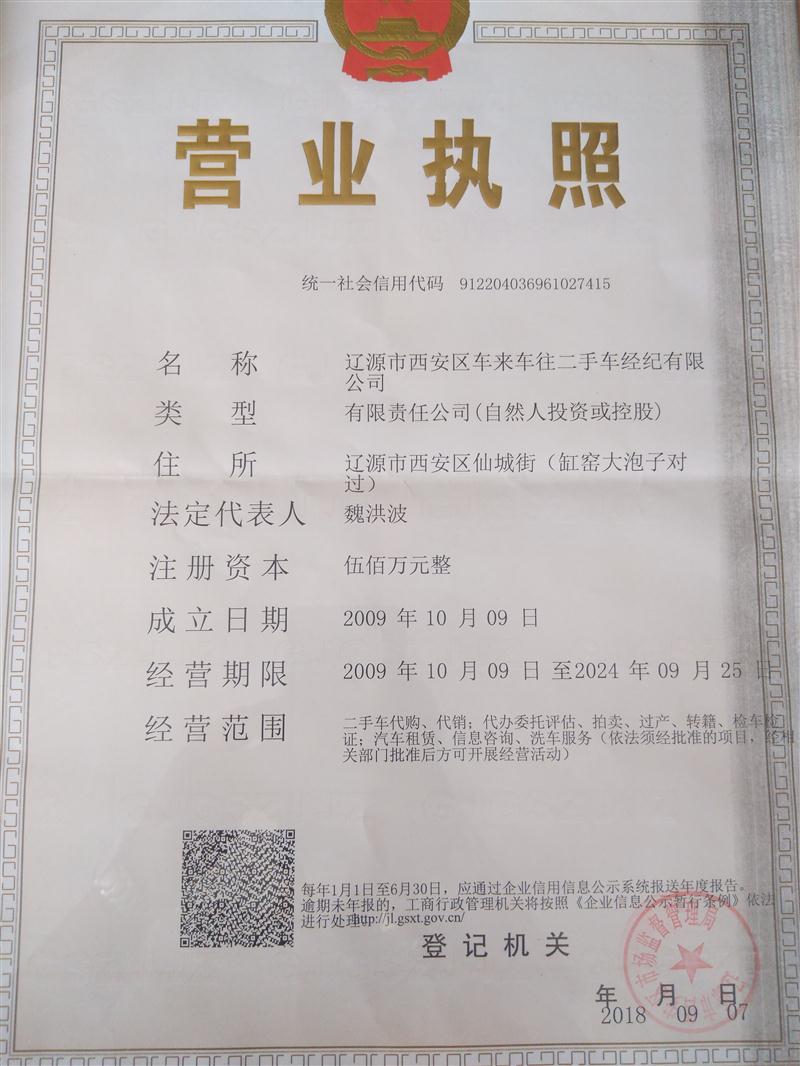 营业执照
统一社会信用代码 912204036961027415
名称 辽源市西安区车来车往二手车经纪有限
公司
类型 有限责任公司(自然人投资或控股)
住所 辽源市西安区仙城街（缸窑大泡子对
过）
法定代表人 魏洪波
注册资本 伍佰万元整
成立日期 2009 年 10 月 09 日
经营期限 2009 年 10 月 09 日 至2024 年 09 月 25 日
经营范围 二手车代购、代销；代办委托评估、拍卖、过产、转籍、检车
证；汽车租赁、信息咨询、洗车服务（依法须经批准的项目，经相
关部门批准后方可开展经营活动）
每年1月1日至6月30日，应通过企业信用信息公示系统报送年度报告。
逾期未年报的，工商行政管理机关将按照《企业信息公示暂行条例》依法
进行处理。http://jl.gsxt.gov.cn/
登记机关
市场监督管理局
年 月 日
2018 09 07